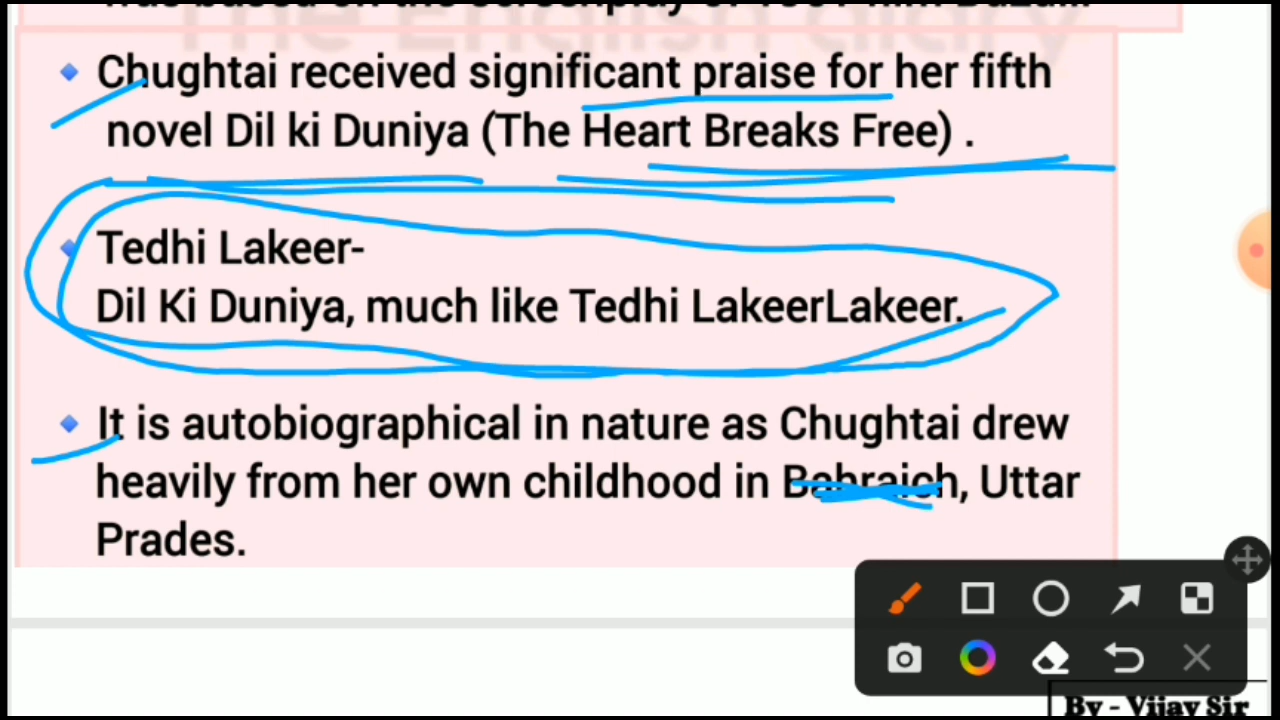 Chughtai received significant praise for her fifth
novel Dil ki Duniya (The Heart Breaks Free) .
Tedhi Lakeer-
Dil Ki Duniya, much like Tedhi LakeerLakeer.
It is autobiographical in nature as Chughtai drew
heavily from her own childhood in Bahraich, Uttar
Prades.
By - Vijay Sir